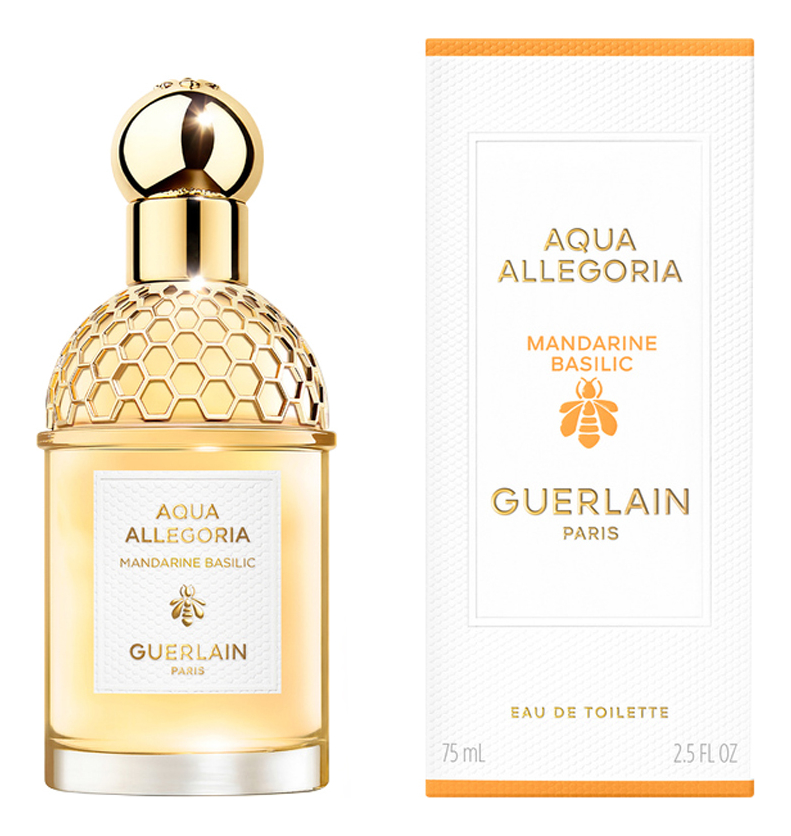 AQUA
ALLEGORIA
MANDARINE BASILIC
GUERLAIN
PARIS
AQUA
ALLEGORIA
MANDARINE
BASILIC
GUERLAIN
PARIS
EAU DE TOILETTE
75 mL
2.5 FL OZ